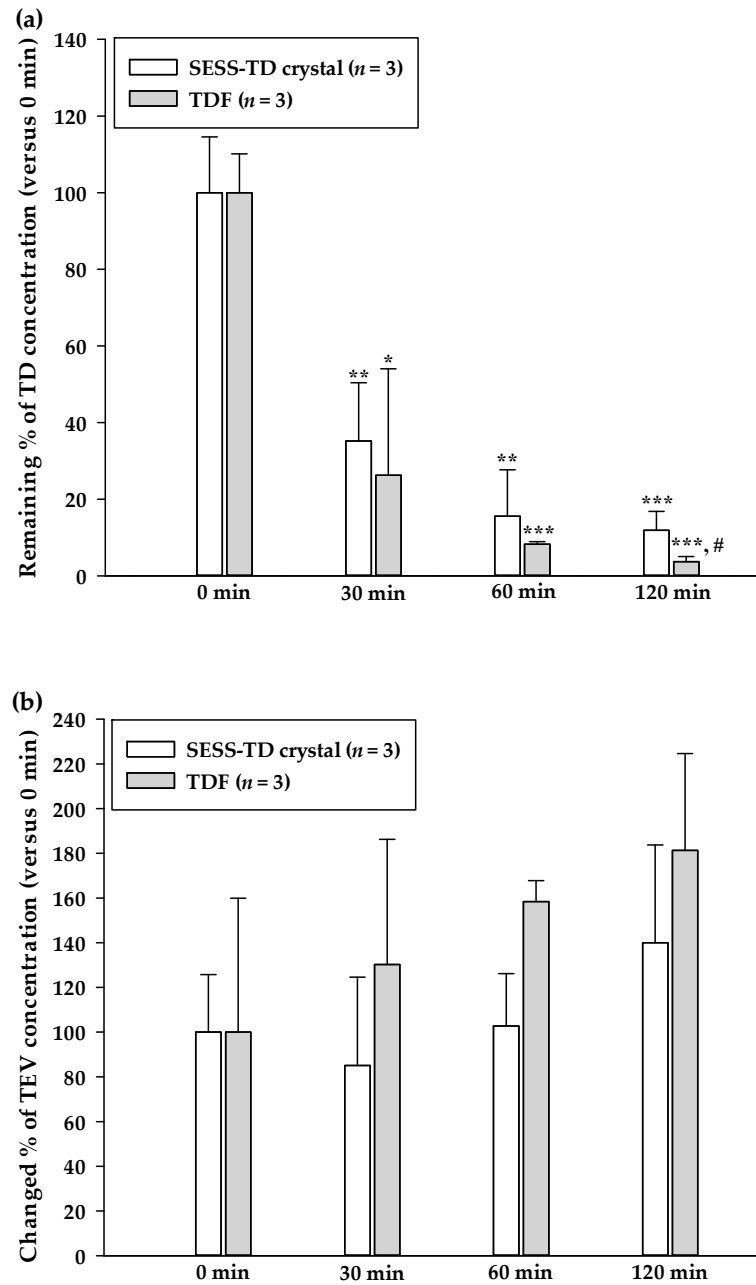 (a)
Remaining % of TD concentration (versus 0 min)
140
120
100
80
60
40
20
0
SESS-TD crystal (n = 3)
TDF (n = 3)
**
*
**
***
***
***, #
0 min
30 min
60 min
120 min
(b)
Changed % of TEV concentration (versus 0 min)
240
220
200
180
160
140
120
100
80
60
40
20
0
SESS-TD crystal (n = 3)
TDF (n = 3)
0 min
30 min
60 min
120 min